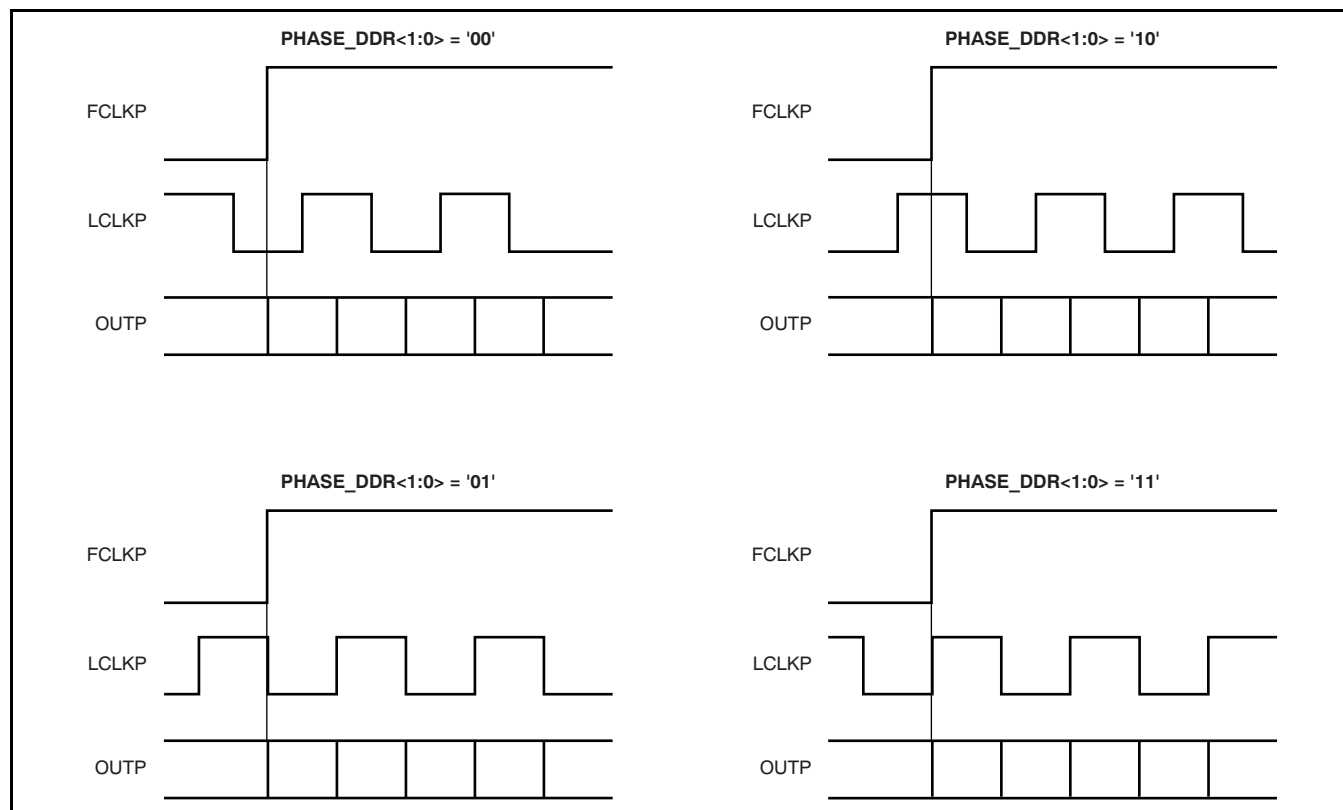 PHASE_DDR<1:0> = '00'
FCLKP
LCLKP
OUTP
PHASE_DDR<1:0> = '10'
FCLKP
LCLKP
OUTP
PHASE_DDR<1:0> = '01'
FCLKP
LCLKP
OUTP
PHASE_DDR<1:0> = '11'
FCLKP
LCLKP
OUTP